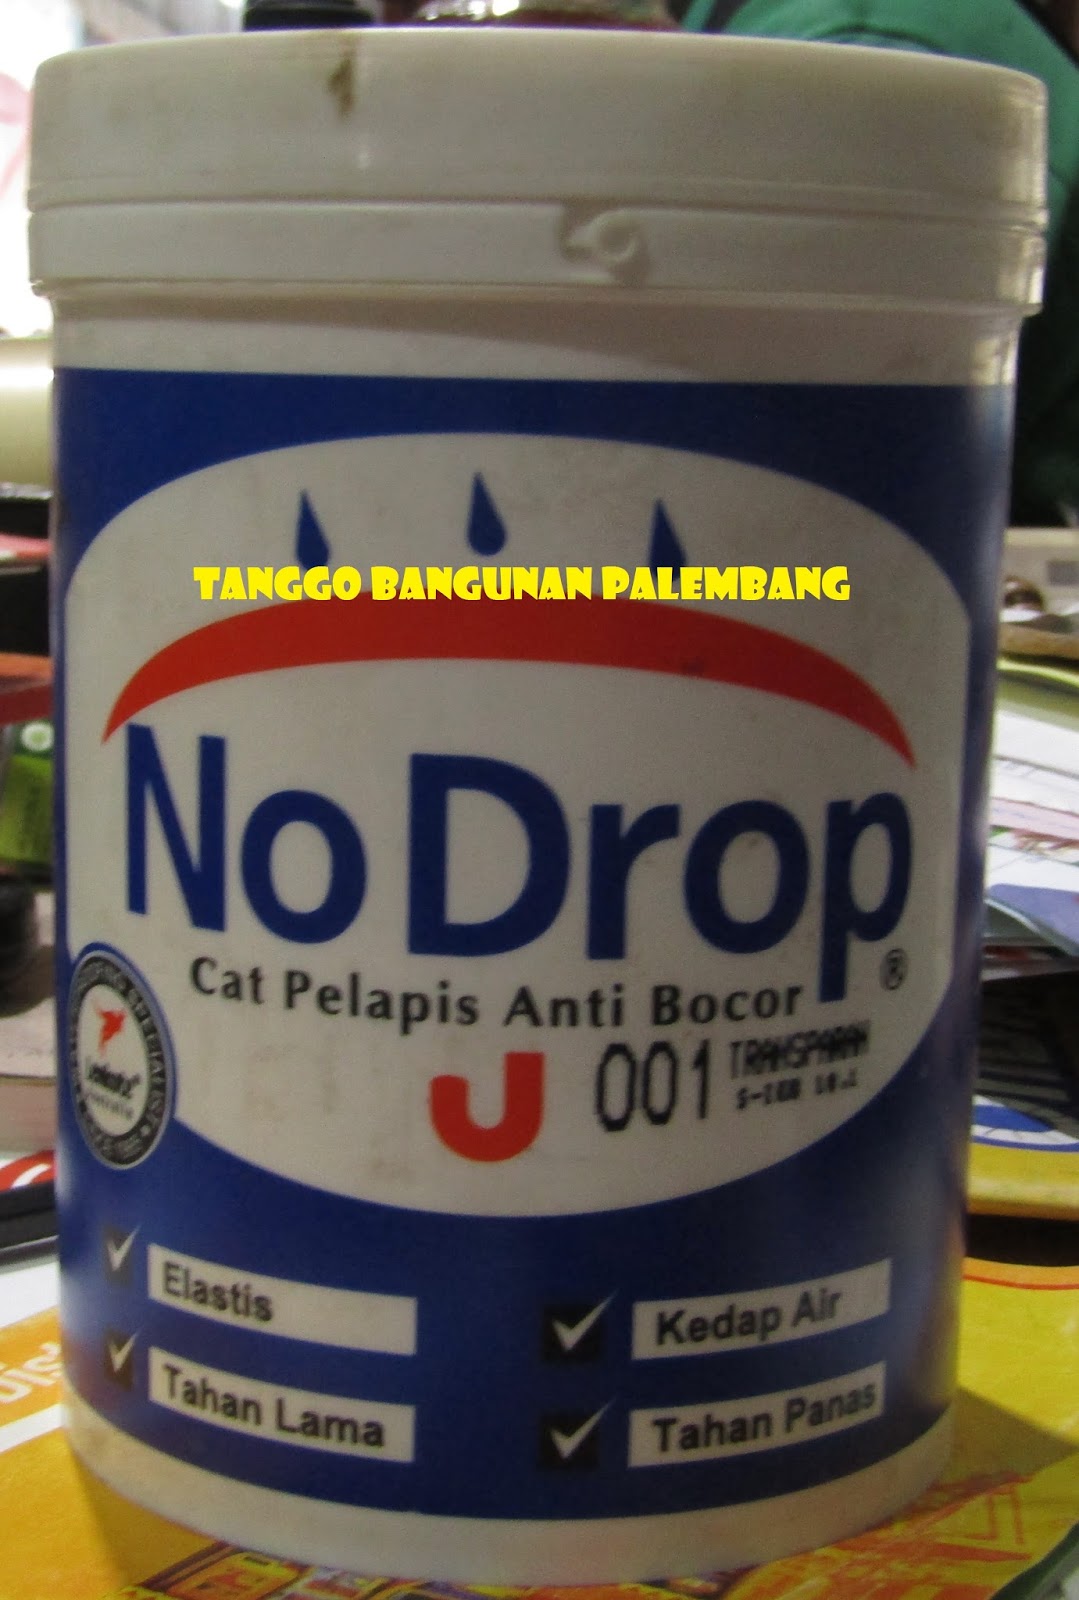 TANGGO BANGUNAN PALEMBANG
No Drop®
Cat Pelapis Anti Bocor
001 TRANSPARAN
Elastis
Kedap Air
Tahan Lama
Tahan Panas